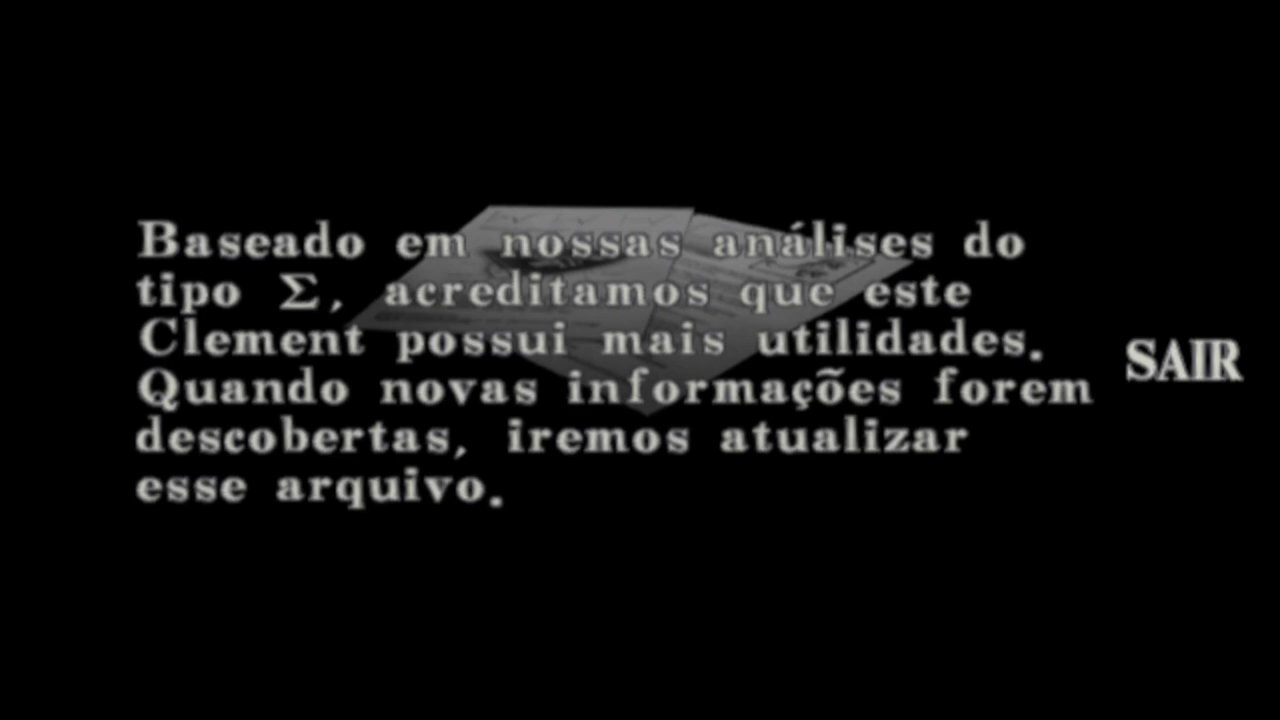 Baseado em nossas análises do
tipo Σ, acreditamos que este
Clement possui mais utilidades.
Quando novas informações forem
descobertas, iremos atualizar
esse arquivo.
SAIR